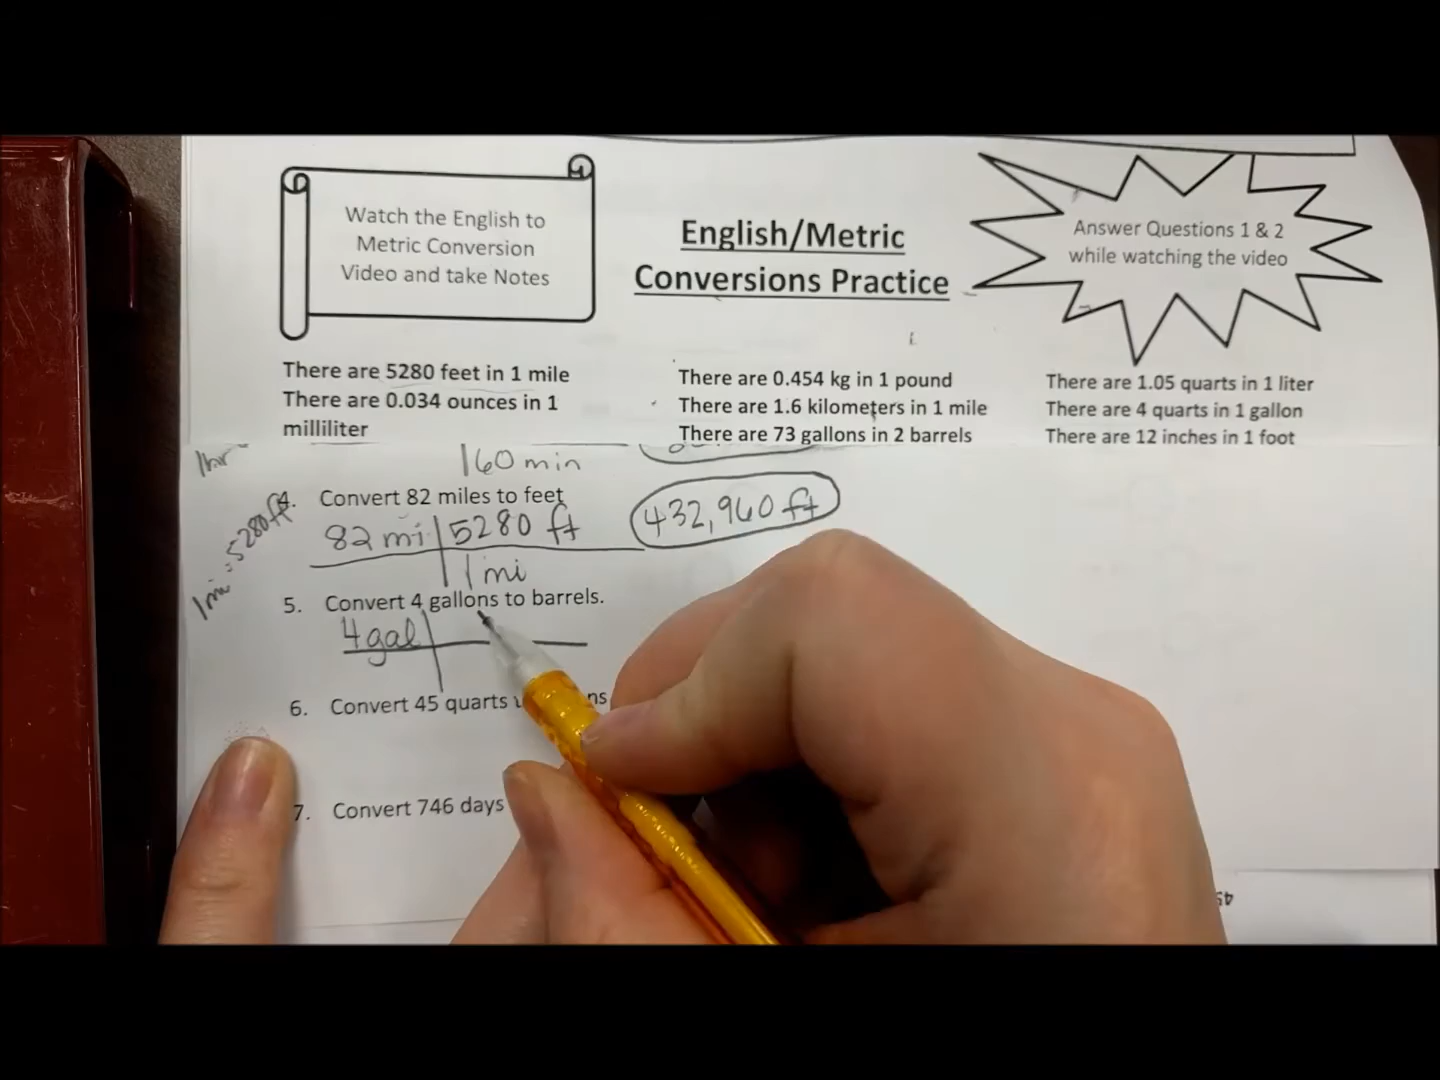 Watch the English to
Metric Conversion
Video and take Notes
English/Metric
Conversions Practice
Answer Questions 1 & 2
while watching the video
There are 5280 feet in 1 mile
There are 0.034 ounces in 1
milliliter
There are 0.454 kg in 1 pound
There are 1.6 kilometers in 1 mile
There are 73 gallons in 2 barrels
There are 1.05 quarts in 1 liter
There are 4 quarts in 1 gallon
There are 12 inches in 1 foot
1hr
60 min
4. Convert 82 miles to feet
82 mi 5280 ft
1 mi
432,960 ft
1mi = 5280ft
5. Convert 4 gallons to barrels.
4gal
6. Convert 45 quarts
7. Convert 746 days
45